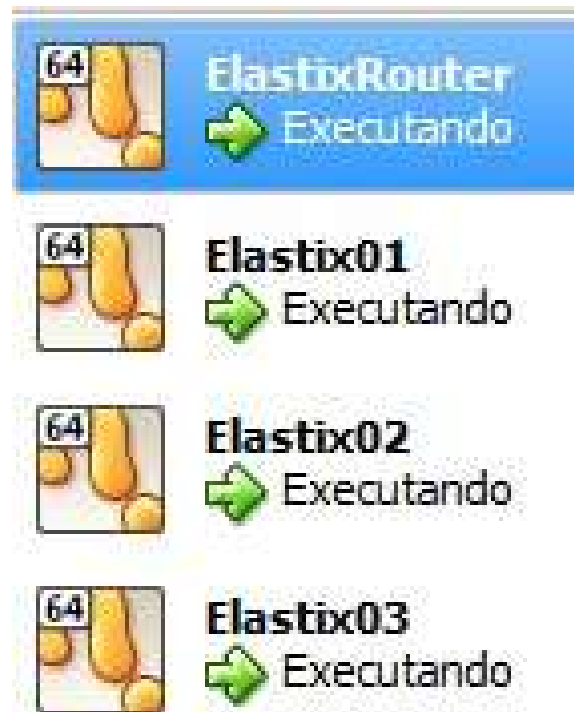 64
ElastixRouter
Executando
64
Elastix01
Executando
64
Elastix02
Executando
64
Elastix03
Executando